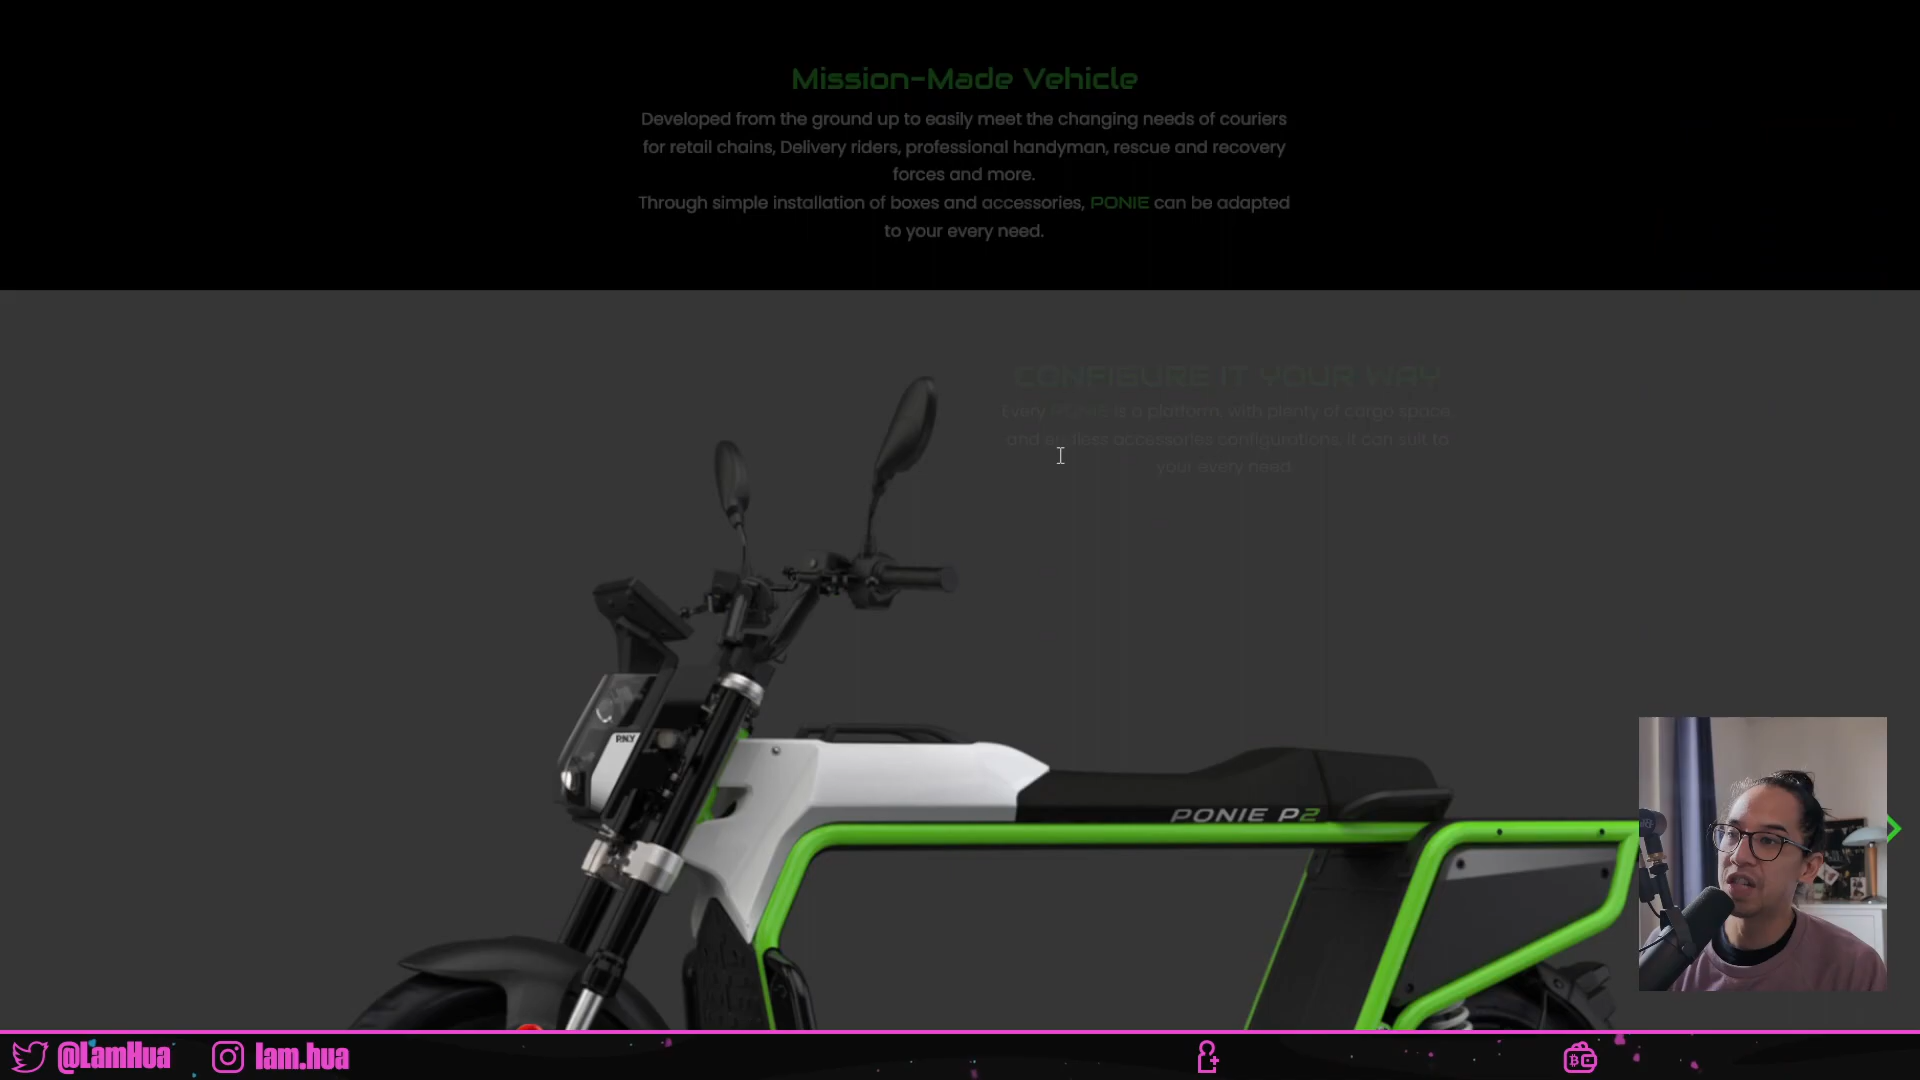 Mission-Made Vehicle
Developed from the ground up to easily meet the changing needs of couriers
for retail chains, Delivery riders, professional handyman, rescue and recovery
forces and more.
Through simple installation of boxes and accessories, PONIE can be adapted
to your every need.
CONFIGURE IT YOUR WAY
Every PONIE is a platform, with plenty of cargo space,
and endless accessories configurations, it can suit to
your every need.
PNY
PONIE P2
@LamHua
lam.hua